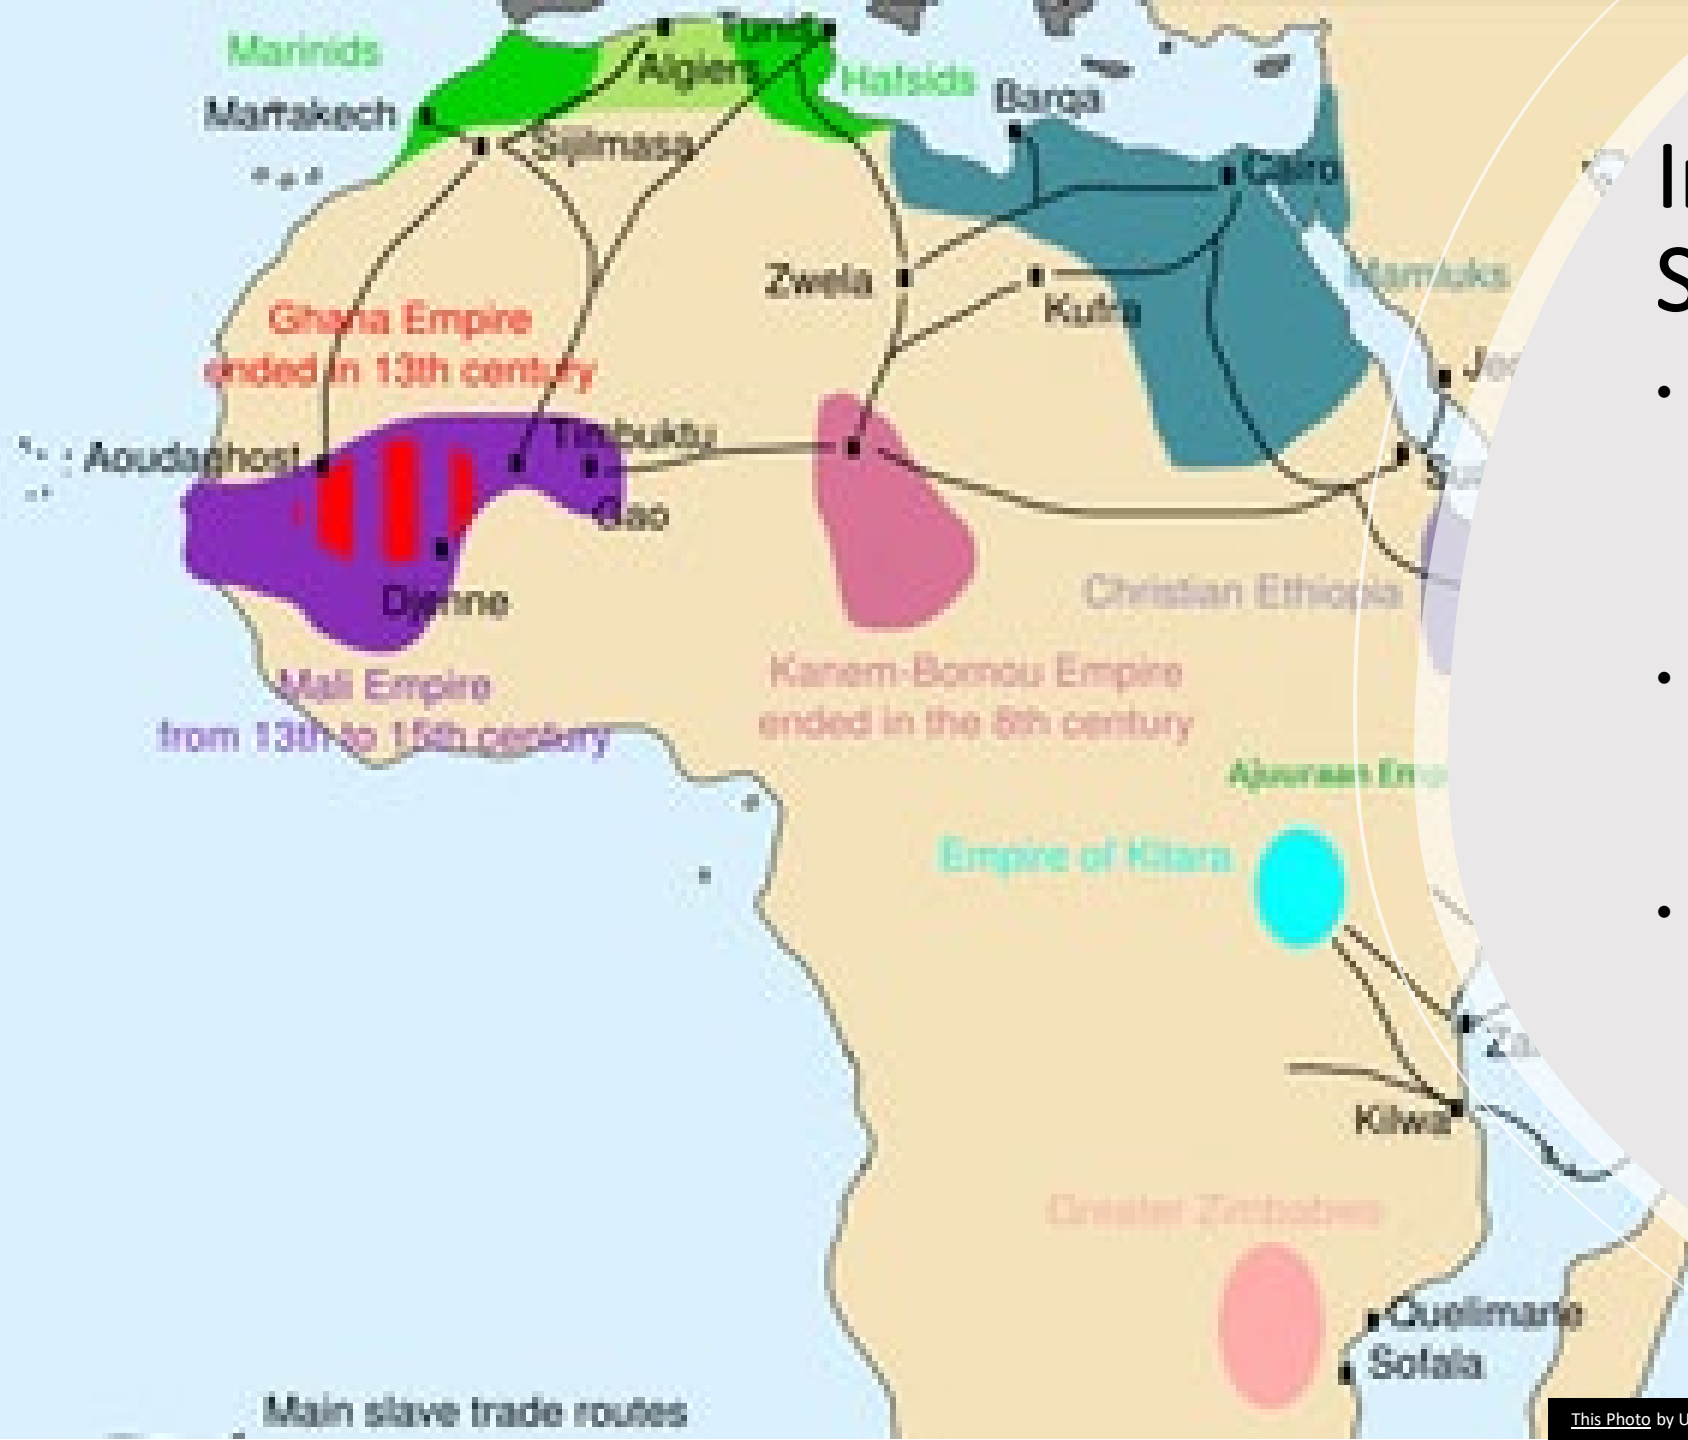 Marinids
Tunis
Algiers
Hafsids
Marrakech
Barqa
Sijilmasa
Cairo
Zwela
Mamluks
Kufra
Ghana Empire
ended in 13th century
Timbuktu
Aoudaghost
Gao
Djenne
Christian Ethiopia
Mali Empire
from 13th to 15th century
Kanem-Bornou Empire
ended in the 8th century
Ajuuraan
Empire of Kitara
Kilwa
Greater Zimbabwe
Quelimane
Sofala
Main slave trade routes
This Photo by U